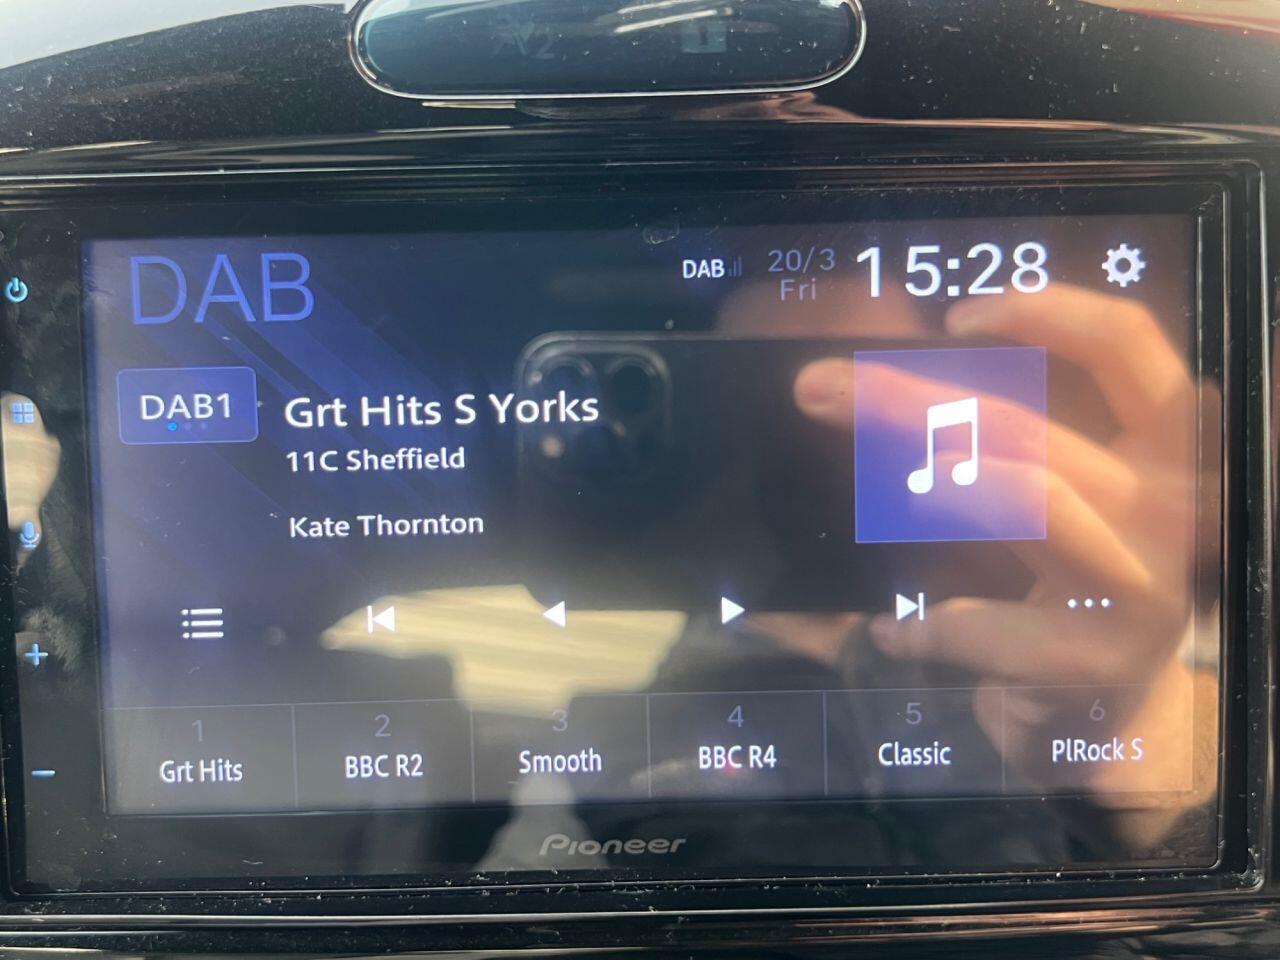 DAB
DAB
20/3
Fri
15:28
DAB1
Grt Hits S Yorks
11C Sheffield
Kate Thornton
1
Grt Hits
2
BBC R2
3
Smooth
4
BBC R4
5
Classic
6
PlRock S
Pioneer